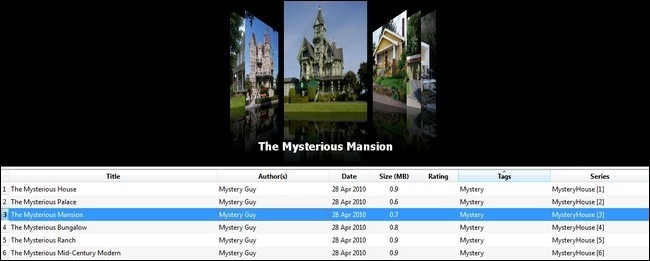 The Mysterious Mansion
Title Author(s) Date Size (MB) Rating Tags Series
1 The Mysterious House Mystery Guy 28 Apr 2010 0.9 Mystery MysteryHouse [1]
2 The Mysterious Palace Mystery Guy 28 Apr 2010 0.6 Mystery MysteryHouse [2]
3 The Mysterious Mansion Mystery Guy 28 Apr 2010 0.7 Mystery MysteryHouse [3]
4 The Mysterious Bungalow Mystery Guy 28 Apr 2010 0.8 Mystery MysteryHouse [4]
5 The Mysterious Ranch Mystery Guy 28 Apr 2010 0.9 Mystery MysteryHouse [5]
6 The Mysterious Mid-Century Modern Mystery Guy 28 Apr 2010 0.9 Mystery MysteryHouse [6]